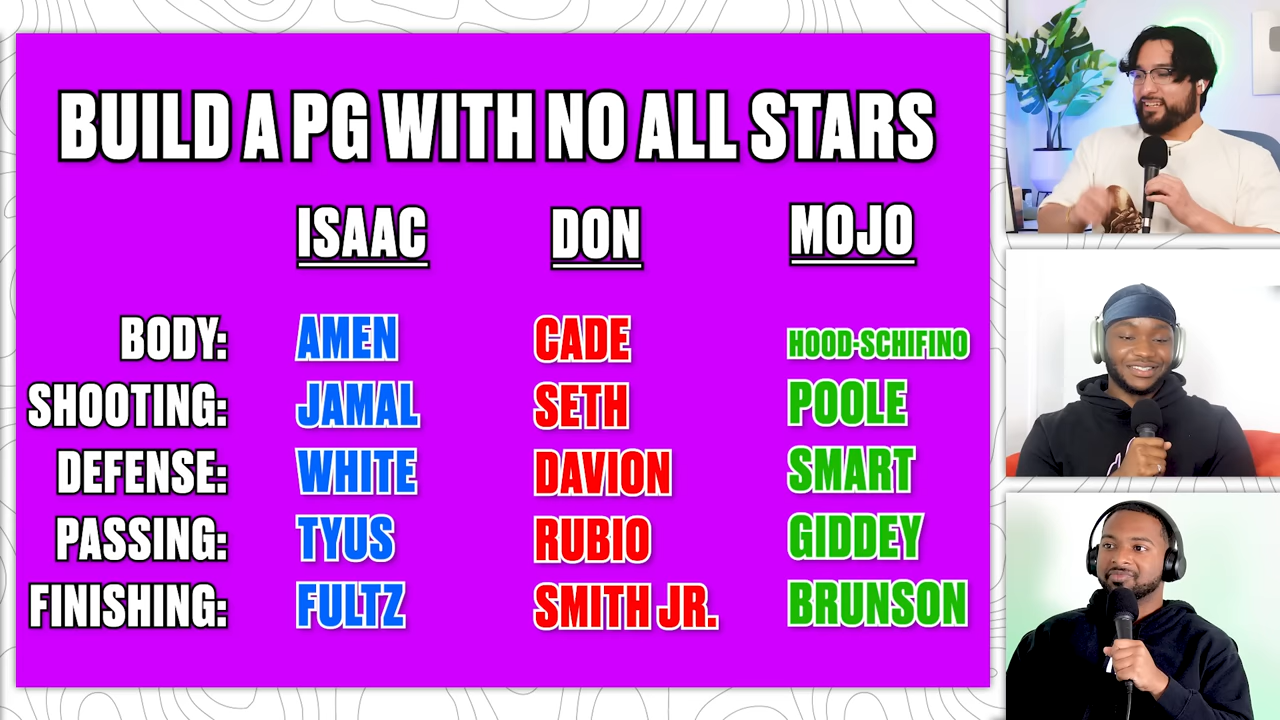 BUILD A PG WITH NO ALL STARS
ISAAC DON MOJO
BODY: AMEN CADE HOOD-SCHIFINO
SHOOTING: JAMAL SETH POOLE
DEFENSE: WHITE DAVION SMART
PASSING: TYUS RUBIO GIDDEY
FINISHING: FULTZ SMITH JR. BRUNSON